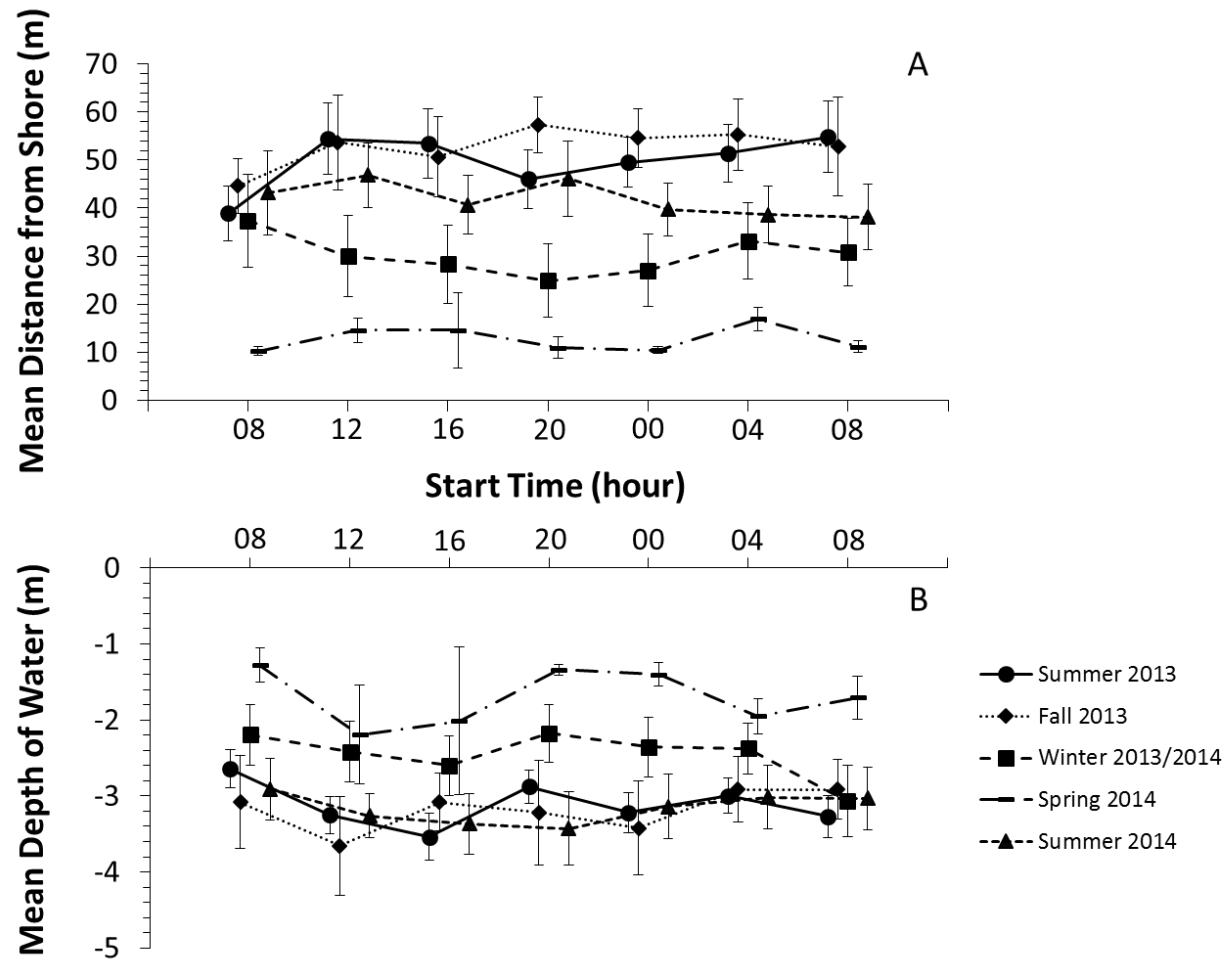 Mean Distance from Shore (m)
A
70
60
50
40
30
20
10
0
08 12 16 20 00 04 08
Start Time (hour)
08 12 16 20 00 04 08
Mean Depth of Water (m)
B
0
-1
-2
-3
-4
-5
Summer 2013
Fall 2013
Winter 2013/2014
Spring 2014
Summer 2014